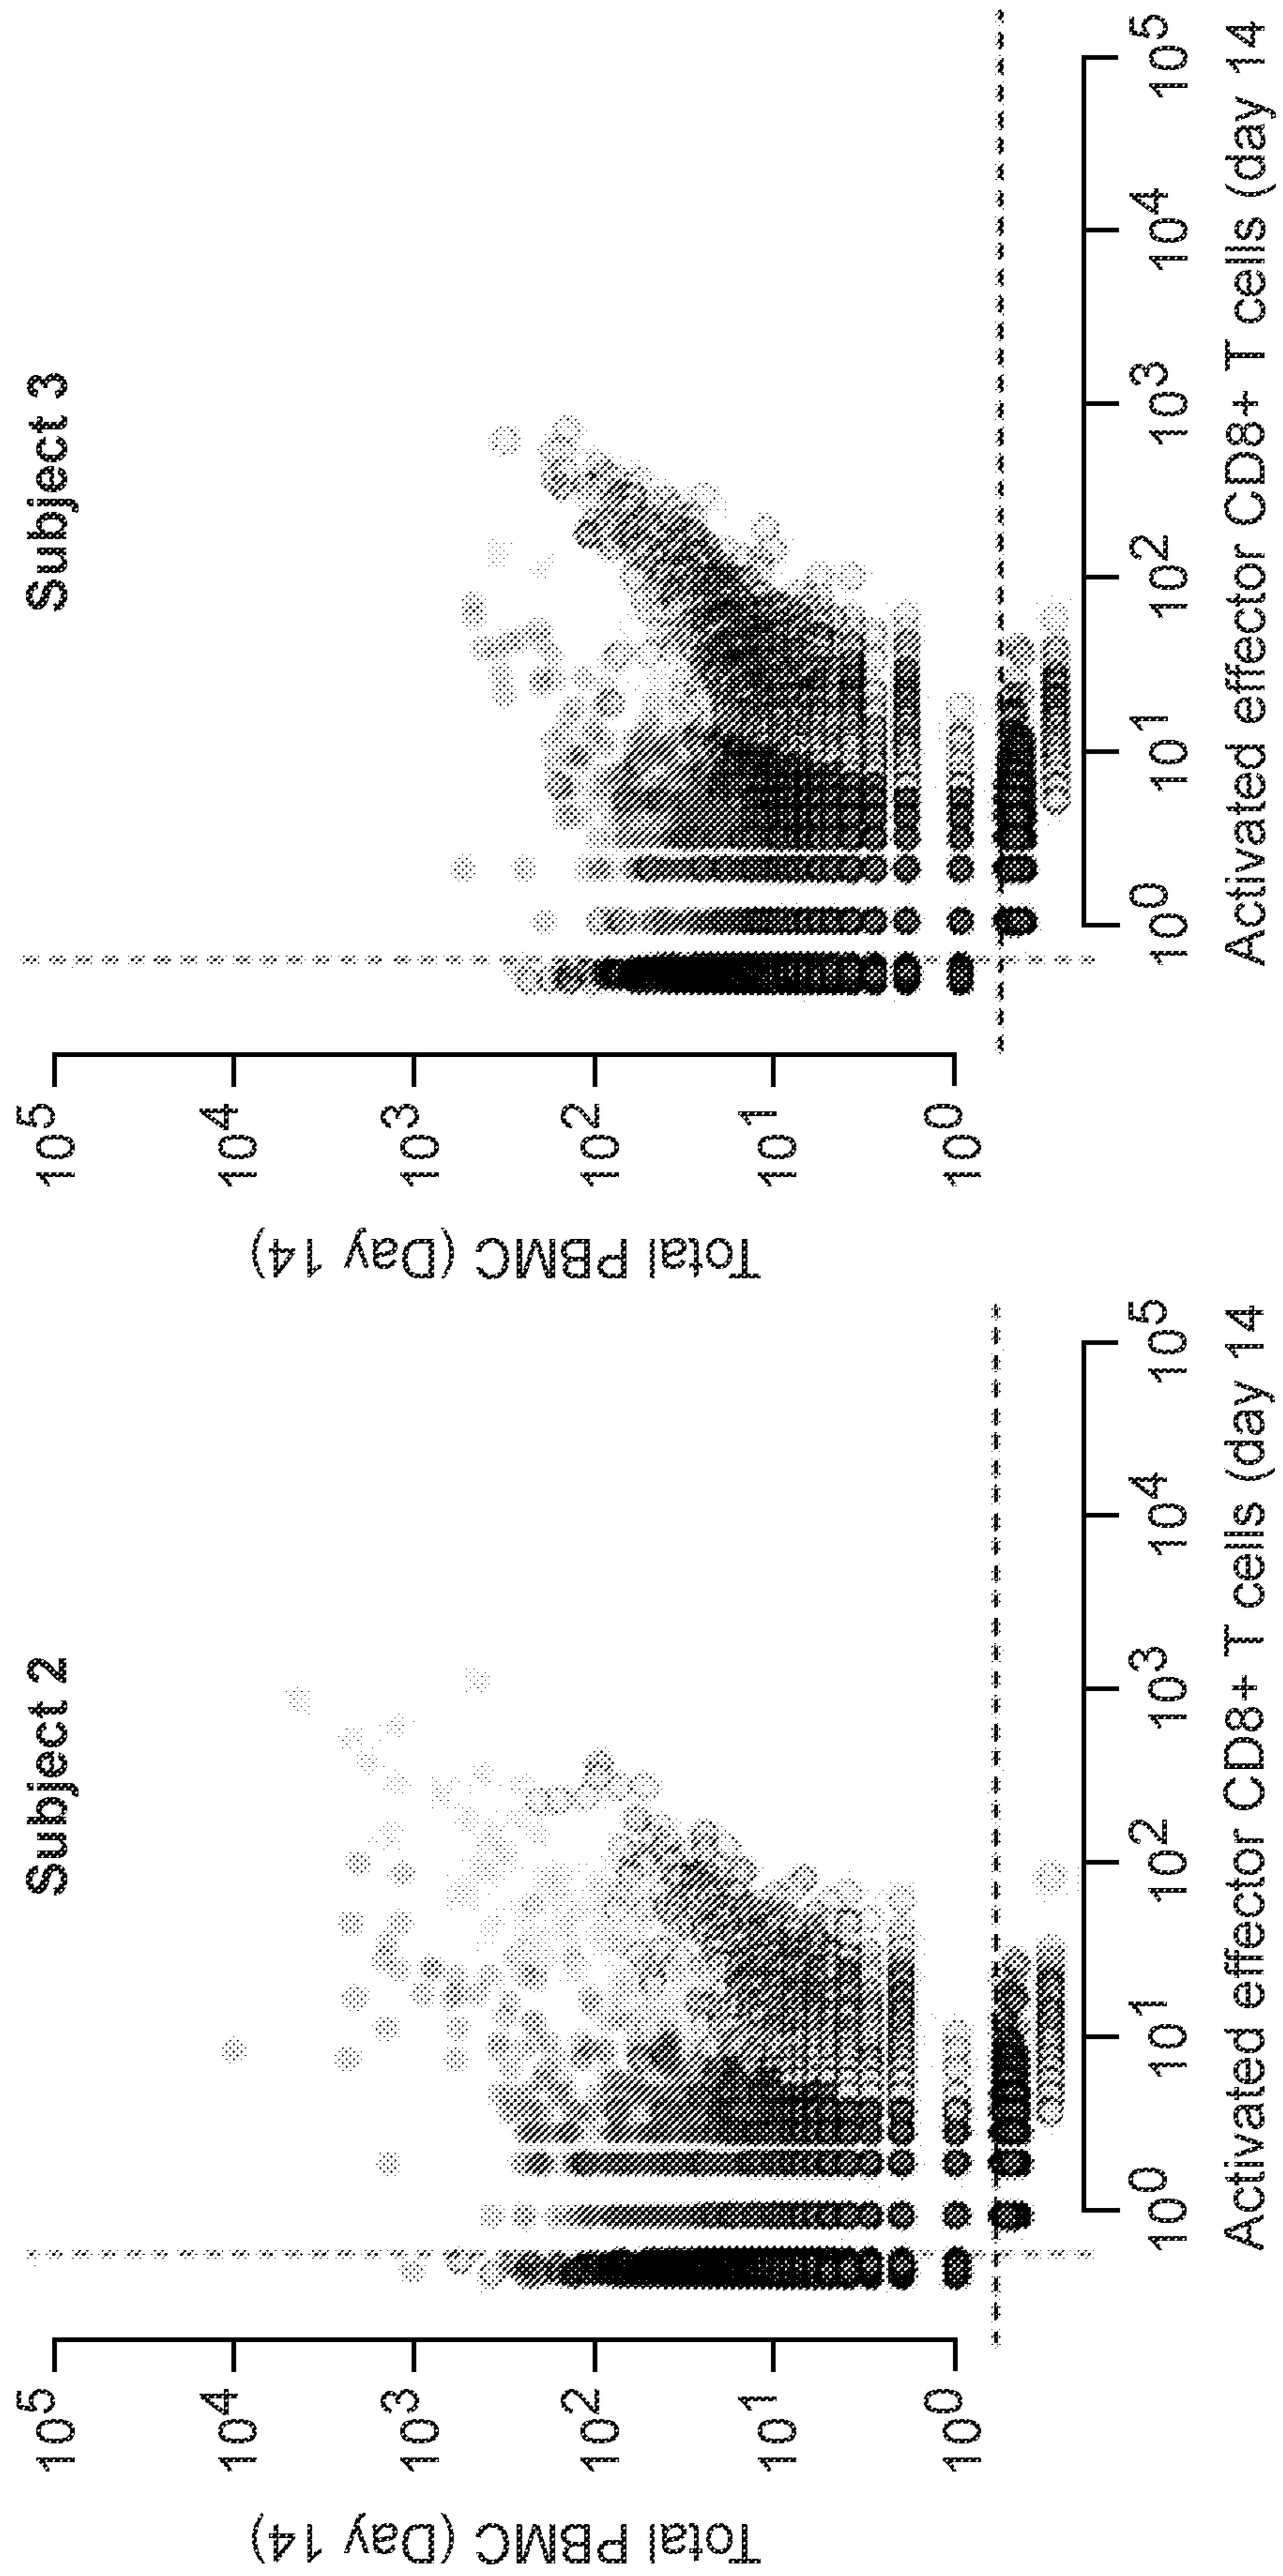 Subject 2
Total PBMC (Day 14)
10^5
10^4
10^3
10^2
10^1
10^0
10^0 10^1 10^2 10^3 10^4 10^5
Activated effector CD8+ T cells (day 14
Subject 3
Total PBMC (Day 14)
10^5
10^4
10^3
10^2
10^1
10^0
10^0 10^1 10^2 10^3 10^4 10^5
Activated effector CD8+ T cells (day 14